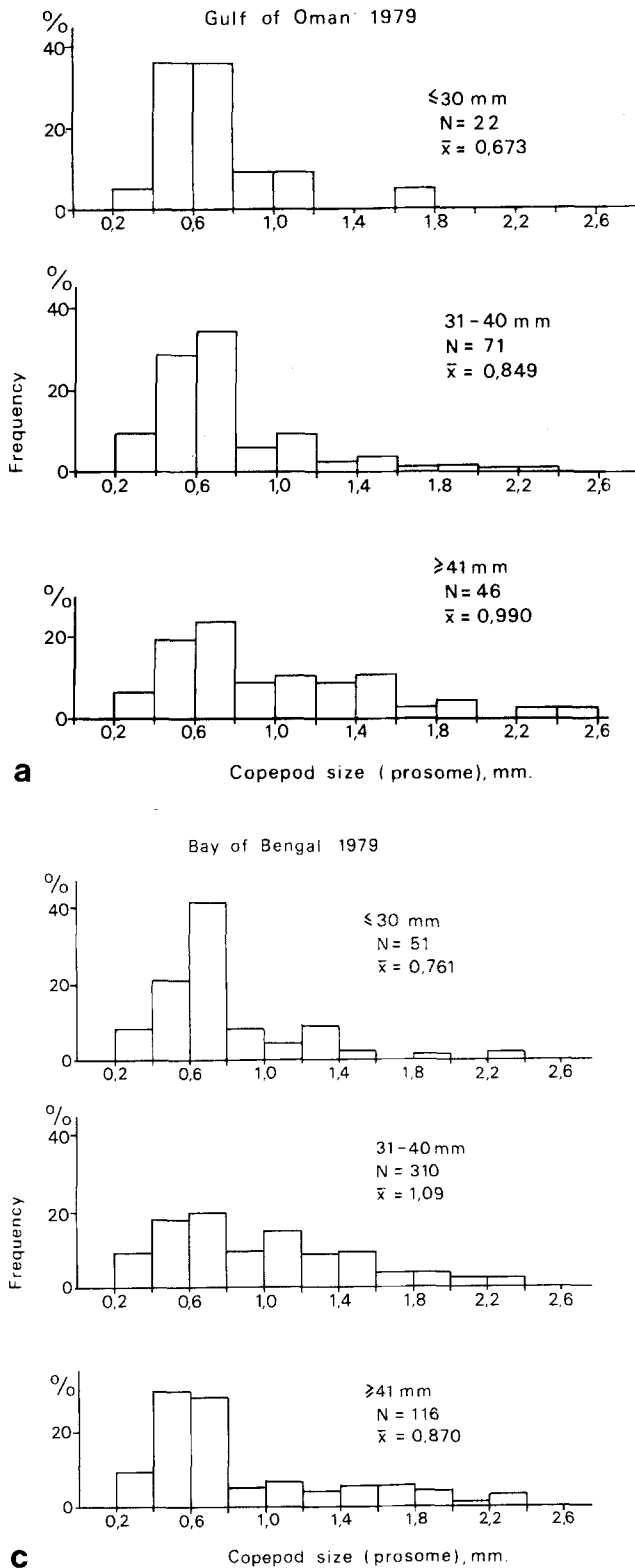 Gulf of Oman 1979
%
40
20
0
≤30 mm
N = 22
x̄ = 0,673
0,2 0,6 1,0 1,4 1,8 2,2 2,6
%
40
20
0
Frequency
31-40 mm
N = 71
x̄ = 0,849
0,2 0,6 1,0 1,4 1,8 2,2 2,6
%
20
0
≥41 mm
N = 46
x̄ = 0,990
0,2 0,6 1,0 1,4 1,8 2,2 2,6
a
Copepod size (prosome), mm.
Bay of Bengal 1979
%
40
20
0
≤30 mm
N = 51
x̄ = 0,761
0,2 0,6 1,0 1,4 1,8 2,2 2,6
%
40
20
0
Frequency
31-40 mm
N = 310
x̄ = 1,09
0,2 0,6 1,0 1,4 1,8 2,2 2,6
%
20
0
≥41 mm
N = 116
x̄ = 0,870
0,2 0,6 1,0 1,4 1,8 2,2 2,6
c
Copepod size (prosome), mm.